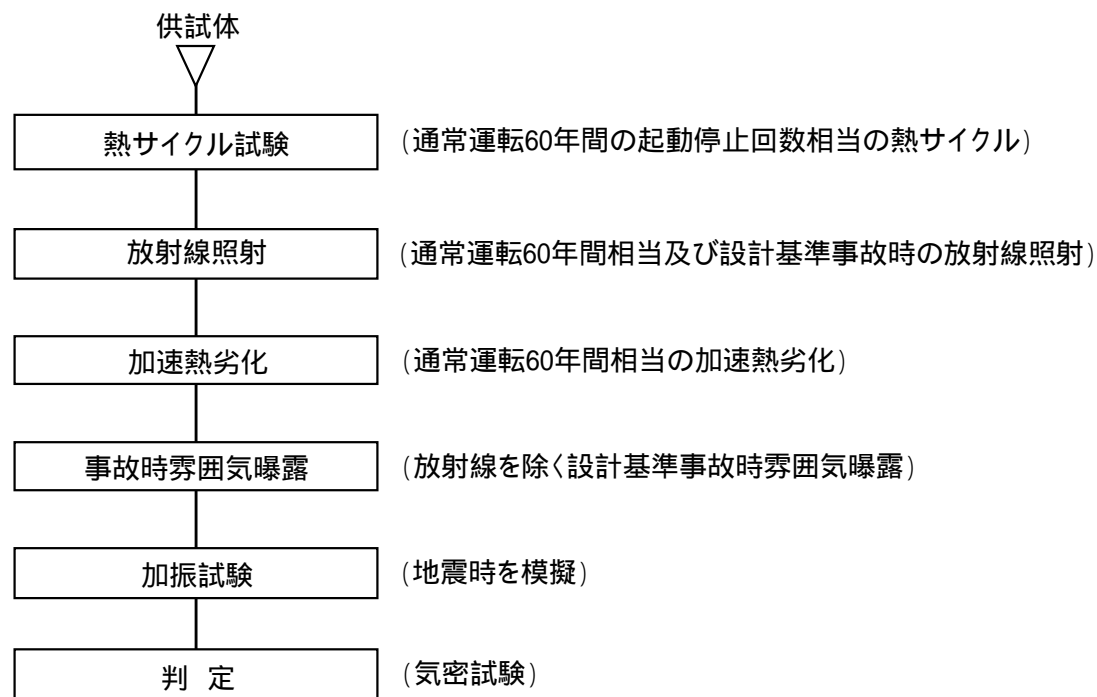 供試体
熱サイクル試験 (通常運転60年間の起動停止回数相当の熱サイクル)
放射線照射 (通常運転60年間相当及び設計基準事故時の放射線照射)
加速熱劣化 (通常運転60年間相当の加速熱劣化)
事故時雰囲気曝露 (放射線を除く設計基準事故時雰囲気曝露)
加振試験 (地震時を模擬)
判 定 (気密試験)